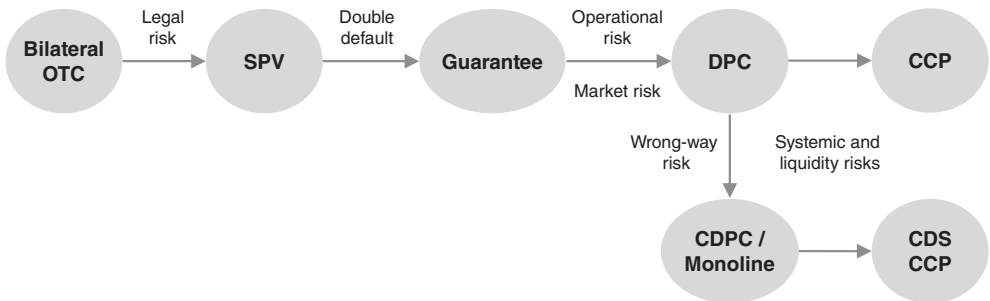 Bilateral
OTC
Legal
risk
SPV
Double
default
Guarantee
Operational
risk
Market risk
DPC
CCP
Wrong-way
risk
Systemic and
liquidity risks
CDPC /
Monoline
CDS
CCP